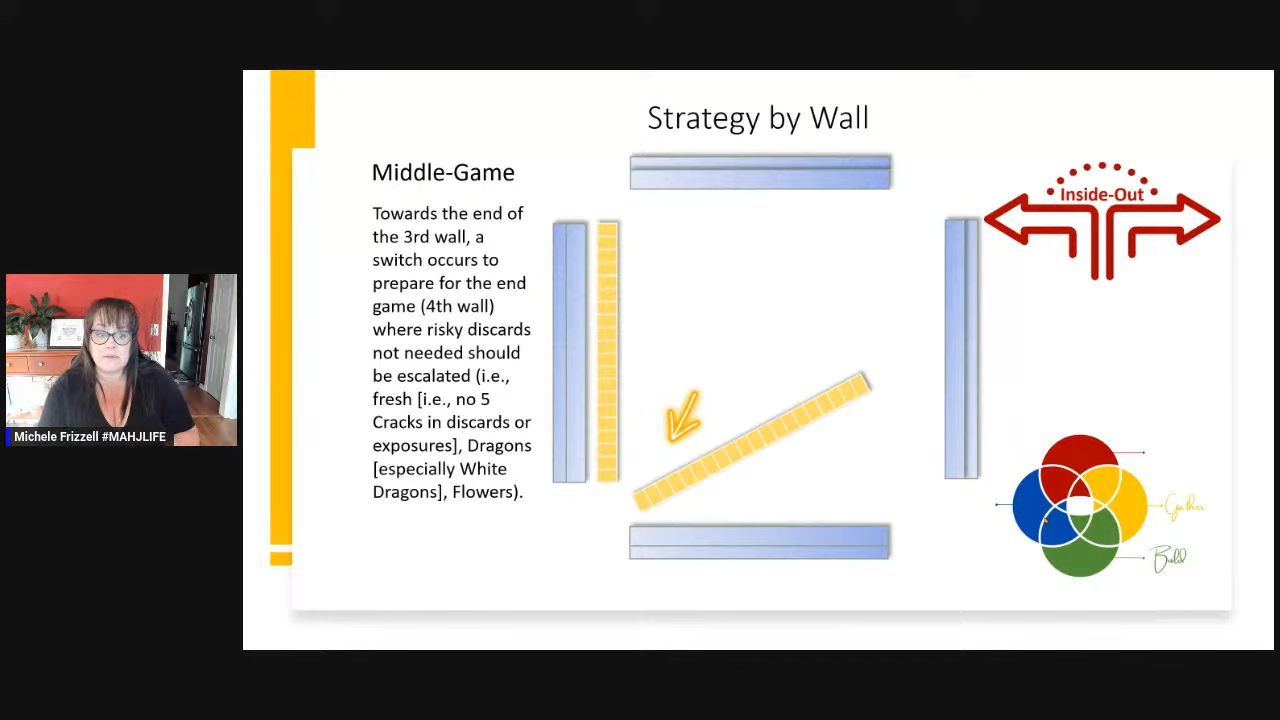 Strategy by Wall
Middle-Game
Towards the end of
the 3rd wall, a
switch occurs to
prepare for the end
game (4th wall)
where risky discards
not needed should
be escalated (i.e.,
fresh [i.e., no 5
Cracks in discards or
exposures], Dragons
[especially White
Dragons], Flowers).
Inside-Out
Gather
Build
Michele Frizzell #MAHJLIFE